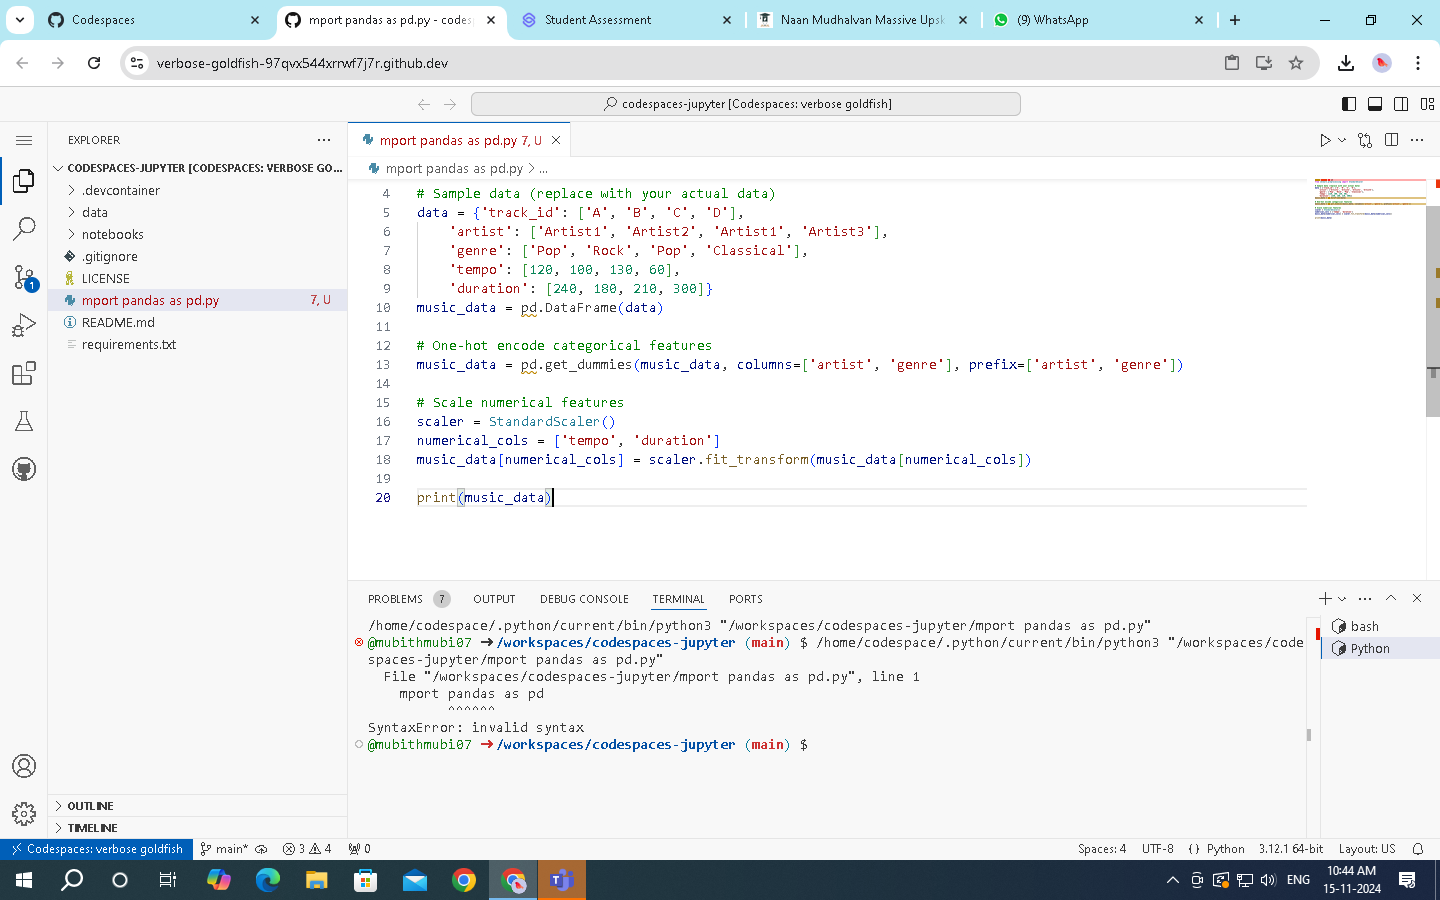 Codespaces
mport pandas as pd.py - codes
Student Assessment
Naan Mudhalvan Massive Upsk
(9) WhatsApp
verbose-goldfish-97qvx544xrrwf7j7r.github.dev
codespaces-jupyter [Codespaces: verbose goldfish]
EXPLORER
CODESPACES-JUPYTER [CODESPACES: VERBOSE GO...
.devcontainer
data
notebooks
.gitignore
LICENSE
mport pandas as pd.py 7, U
README.md
requirements.txt
1
OUTLINE
TIMELINE
mport pandas as pd.py 7, U
mport pandas as pd.py > ...
4 # Sample data (replace with your actual data)
5 data = {'track_id': ['A', 'B', 'C', 'D'],
6 'artist': ['Artist1', 'Artist2', 'Artist1', 'Artist3'],
7 'genre': ['Pop', 'Rock', 'Pop', 'Classical'],
8 'tempo': [120, 100, 130, 60],
9 'duration': [240, 180, 210, 300]}
10 music_data = pd.DataFrame(data)
11
12 # One-hot encode categorical features
13 music_data = pd.get_dummies(music_data, columns=['artist', 'genre'], prefix=['artist', 'genre'])
14
15 # Scale numerical features
16 scaler = StandardScaler()
17 numerical_cols = ['tempo', 'duration']
18 music_data[numerical_cols] = scaler.fit_transform(music_data[numerical_cols])
19
20 print(music_data)
PROBLEMS 7 OUTPUT DEBUG CONSOLE TERMINAL PORTS
/home/codespace/.python/current/bin/python3 "/workspaces/codespaces-jupyter/mport pandas as pd.py"
@mubithmubi07 ➜ /workspaces/codespaces-jupyter (main) $ /home/codespace/.python/current/bin/python3 "/workspaces/code
spaces-jupyter/mport pandas as pd.py"
File "/workspaces/codespaces-jupyter/mport pandas as pd.py", line 1
mport pandas as pd
^^^^^^
SyntaxError: invalid syntax
@mubithmubi07 ➜ /workspaces/codespaces-jupyter (main) $
bash
Python
Codespaces: verbose goldfish main* 3 4 0 Spaces: 4 UTF-8 {} Python 3.12.1 64-bit Layout: US
ENG
10:44 AM
15-11-2024